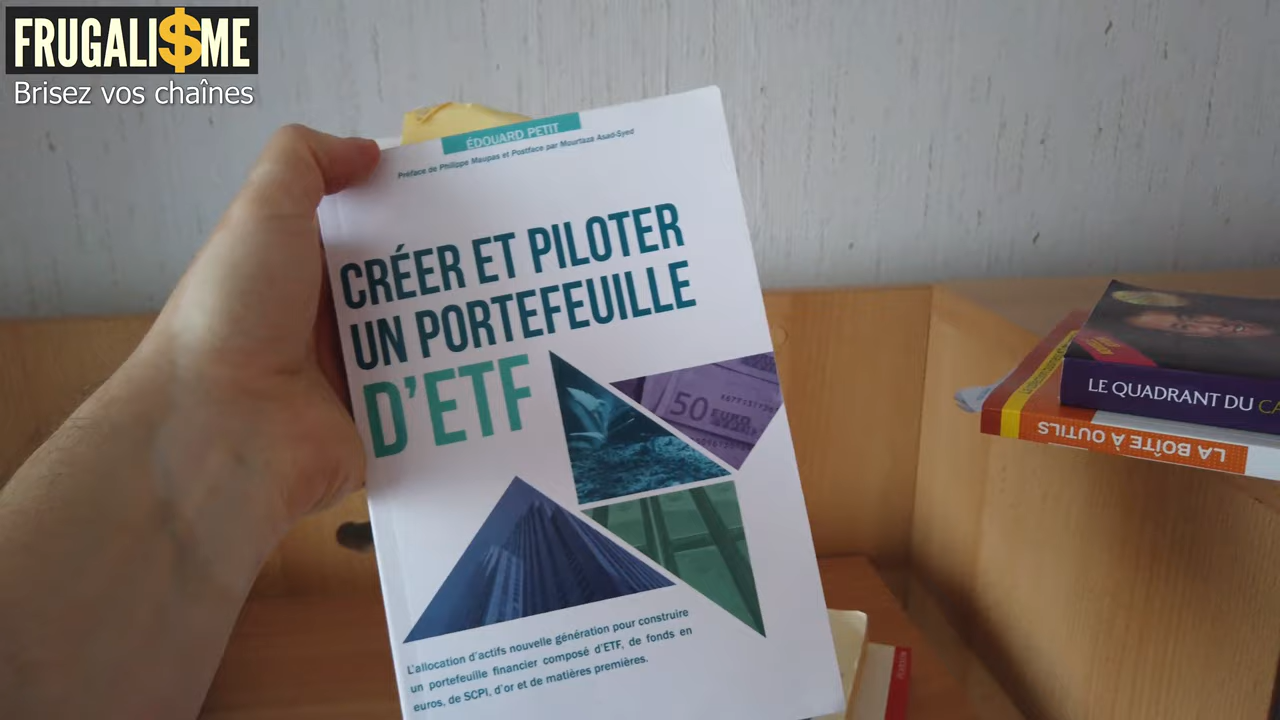 FRUGALI$ME
Brisez vos chaînes
ÉDOUARD PETIT
Préface de Philippe Maupas et Postface par Mourtaza Asad-Syed
CRÉER ET PILOTER
UN PORTEFEUILLE
D'ETF
50 EURO
L'allocation d'actifs nouvelle génération pour construire
un portefeuille financier composé d'ETF, de fonds en
euros, de SCPI, d'or et de matières premières.
LE QUADRANT DU
LA BOÎTE À OUTILS